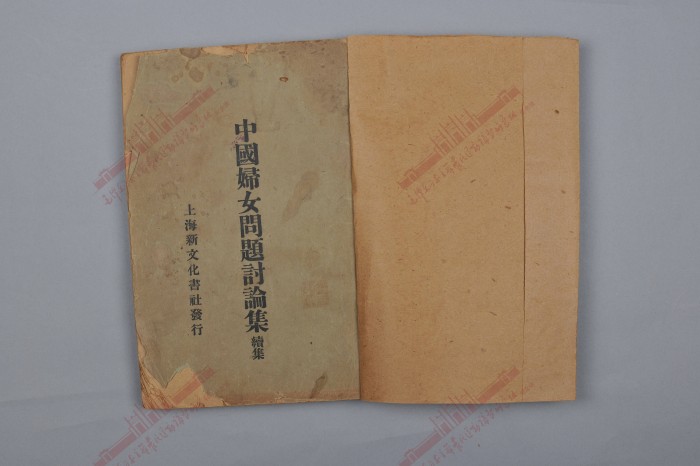 中國婦女問題討論集 續集
上海新文化書社發行